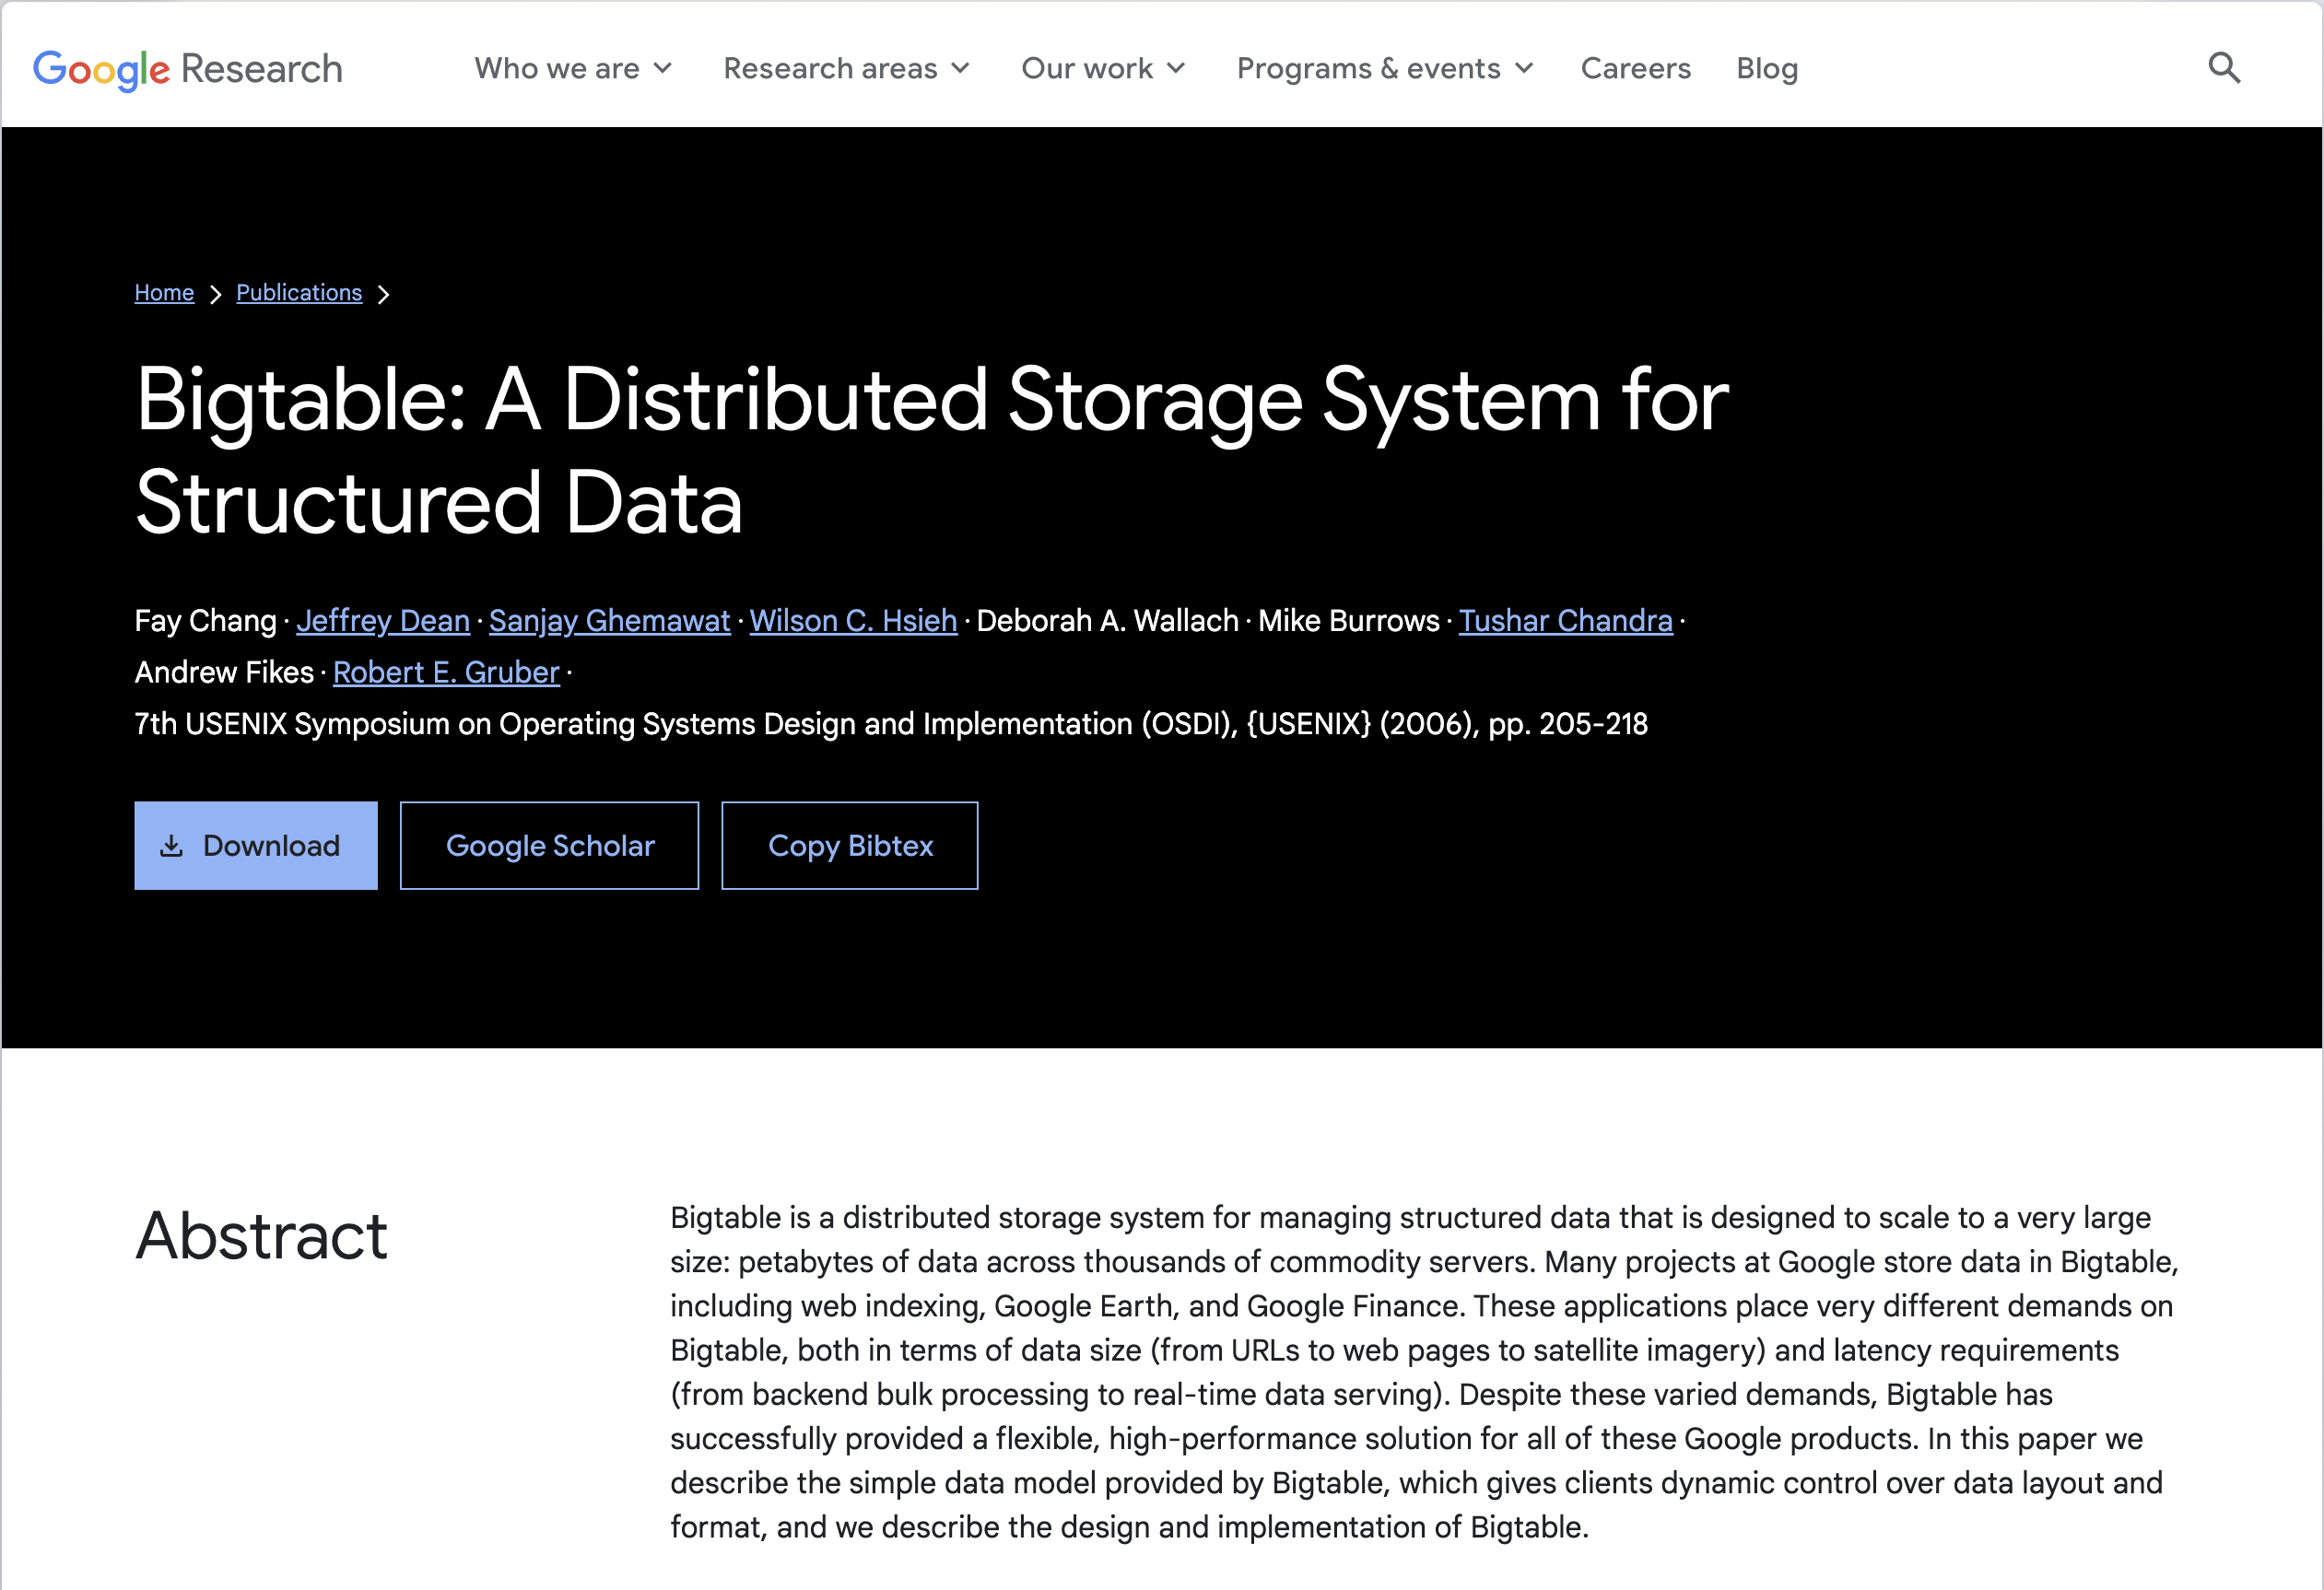 Google Research Who we are Research areas Our work Programs & events Careers Blog
Home Publications
Bigtable: A Distributed Storage System for
Structured Data
Fay Chang · Jeffrey Dean · Sanjay Ghemawat · Wilson C. Hsieh · Deborah A. Wallach · Mike Burrows · Tushar Chandra ·
Andrew Fikes · Robert E. Gruber ·
7th USENIX Symposium on Operating Systems Design and Implementation (OSDI), {USENIX} (2006), pp. 205-218
Download Google Scholar Copy Bibtex
Abstract
Bigtable is a distributed storage system for managing structured data that is designed to scale to a very large
size: petabytes of data across thousands of commodity servers. Many projects at Google store data in Bigtable,
including web indexing, Google Earth, and Google Finance. These applications place very different demands on
Bigtable, both in terms of data size (from URLs to web pages to satellite imagery) and latency requirements
(from backend bulk processing to real-time data serving). Despite these varied demands, Bigtable has
successfully provided a flexible, high-performance solution for all of these Google products. In this paper we
describe the simple data model provided by Bigtable, which gives clients dynamic control over data layout and
format, and we describe the design and implementation of Bigtable.